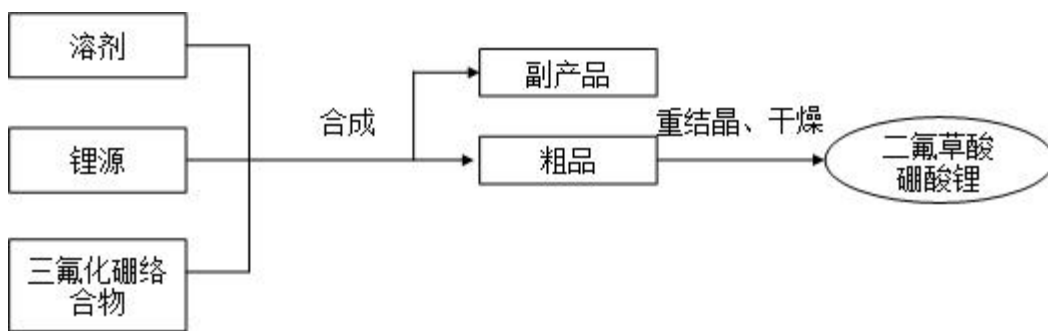 溶剂
副产品
合成
重结晶、干燥
锂源
粗品
二氟草酸
硼酸锂
三氟化硼络
合物